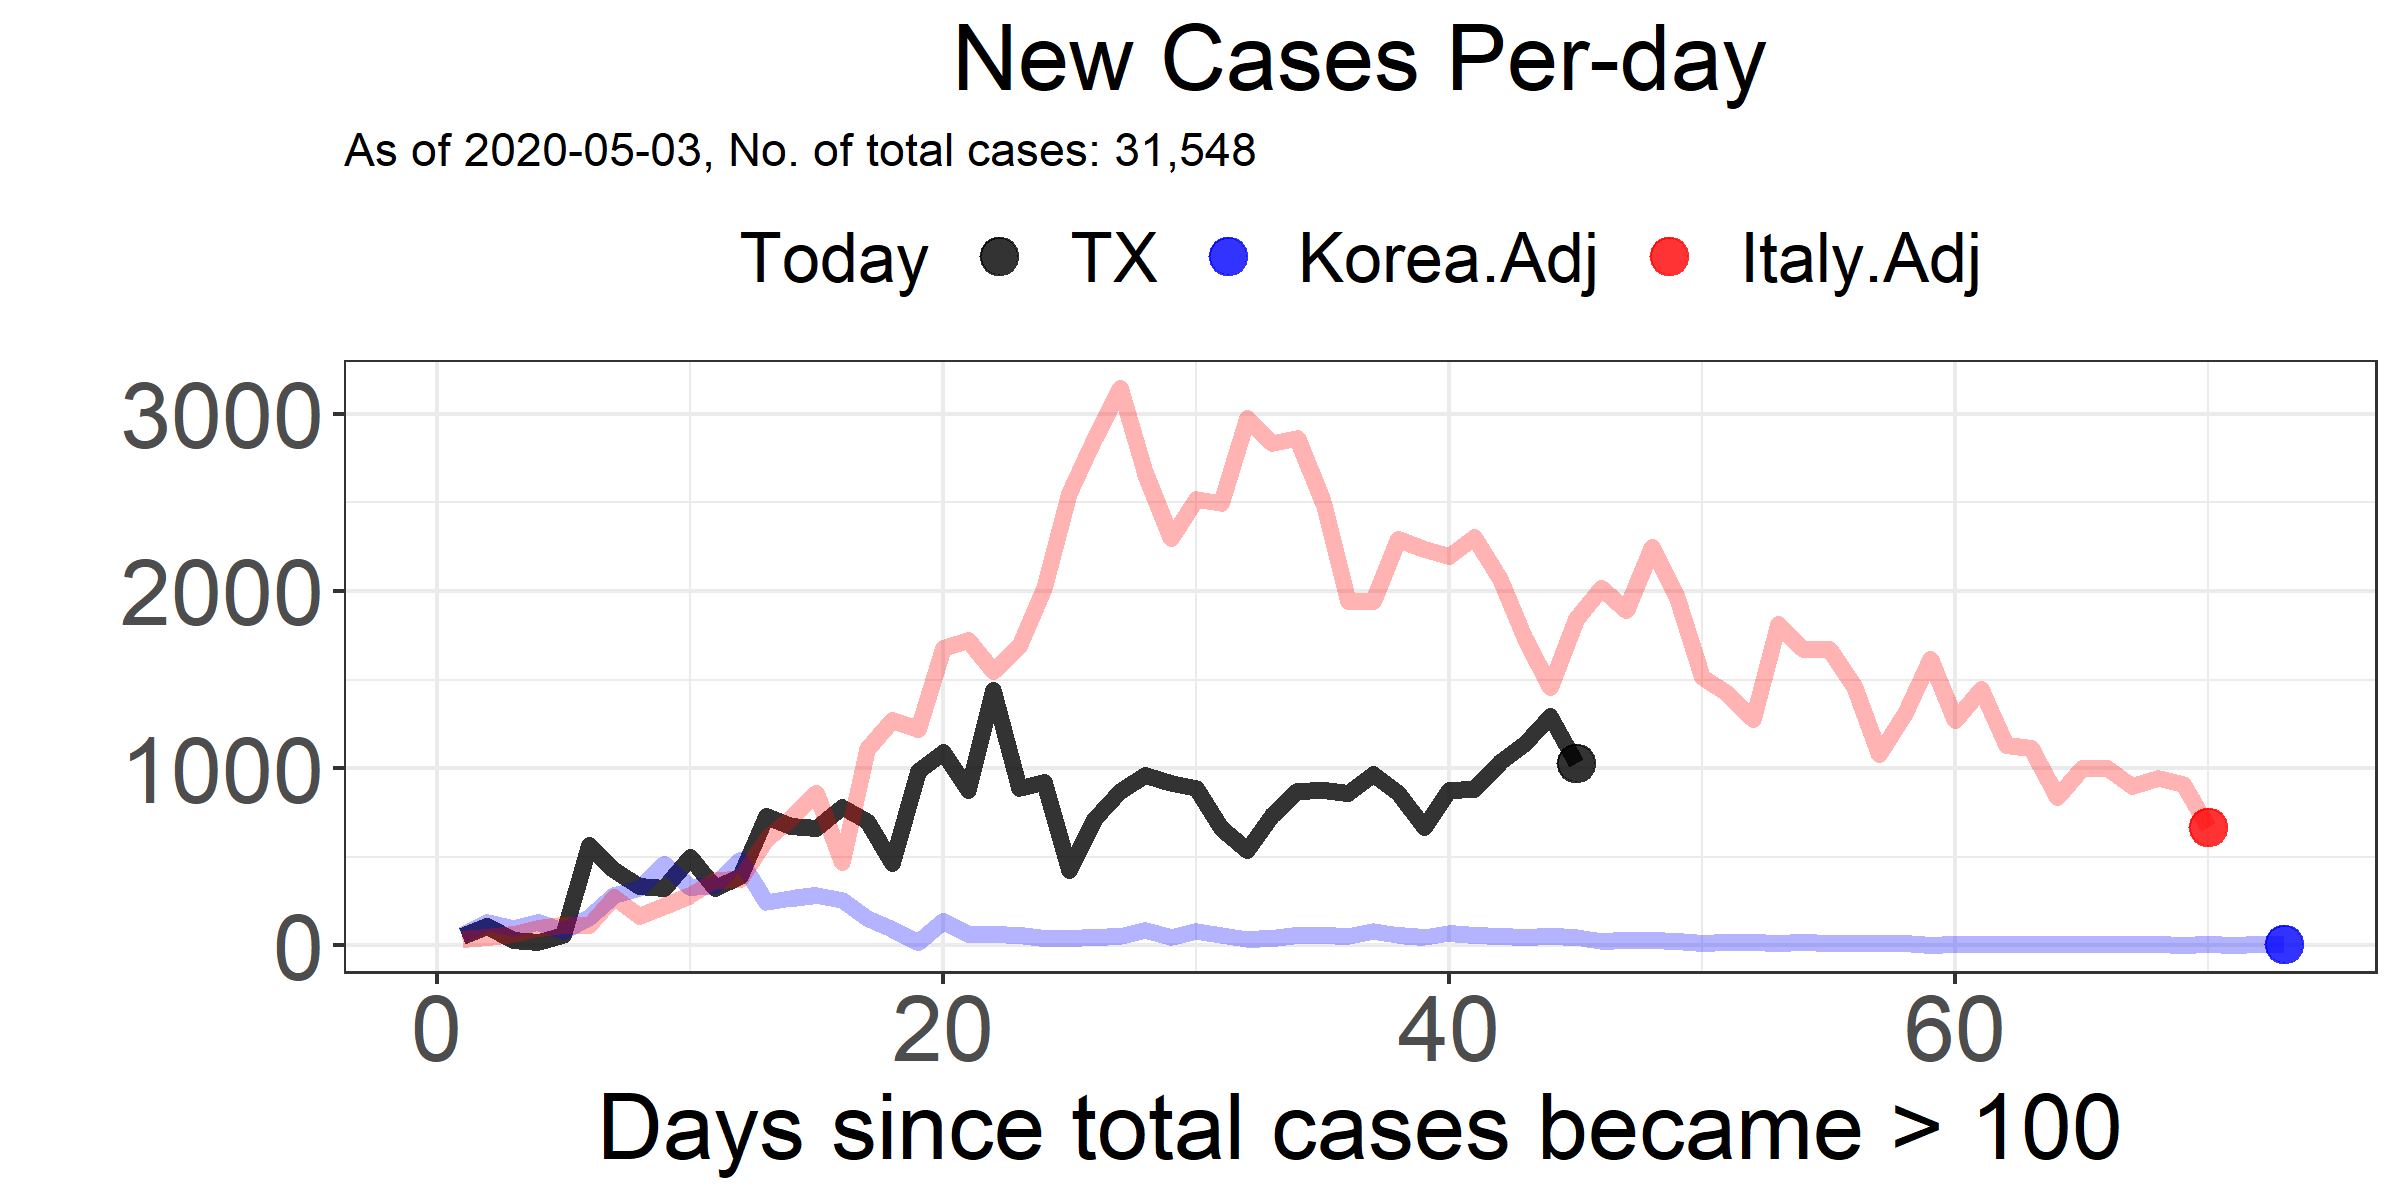 New Cases Per-day
As of 2020-05-03, No. of total cases: 31,548
Today TX Korea.Adj Italy.Adj
3000
2000
1000
0
0 20 40 60
Days since total cases became > 100